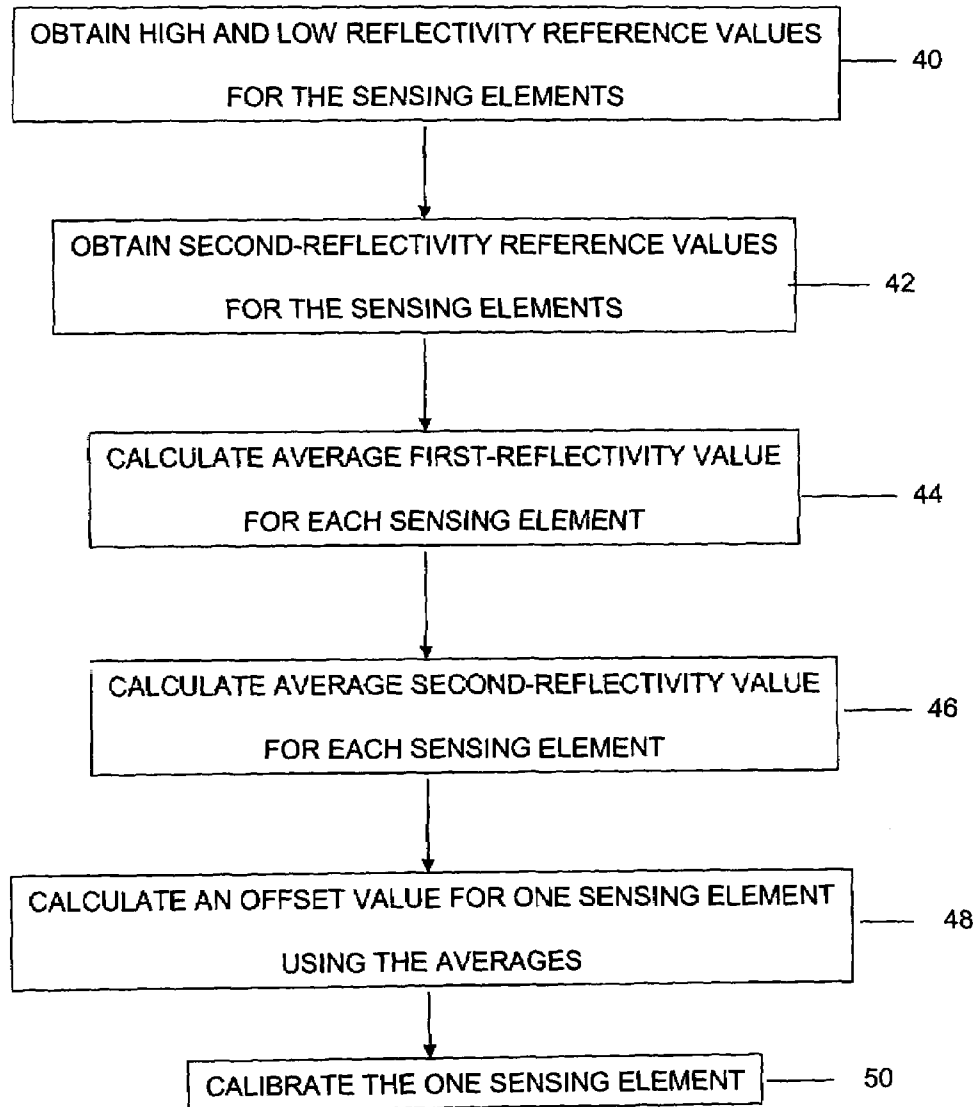 OBTAIN HIGH AND LOW REFLECTIVITY REFERENCE VALUES
FOR THE SENSING ELEMENTS
40
OBTAIN SECOND-REFLECTIVITY REFERENCE VALUES
FOR THE SENSING ELEMENTS
42
CALCULATE AVERAGE FIRST-REFLECTIVITY VALUE
FOR EACH SENSING ELEMENT
44
CALCULATE AVERAGE SECOND-REFLECTIVITY VALUE
FOR EACH SENSING ELEMENT
46
CALCULATE AN OFFSET VALUE FOR ONE SENSING ELEMENT
USING THE AVERAGES
48
CALIBRATE THE ONE SENSING ELEMENT
50